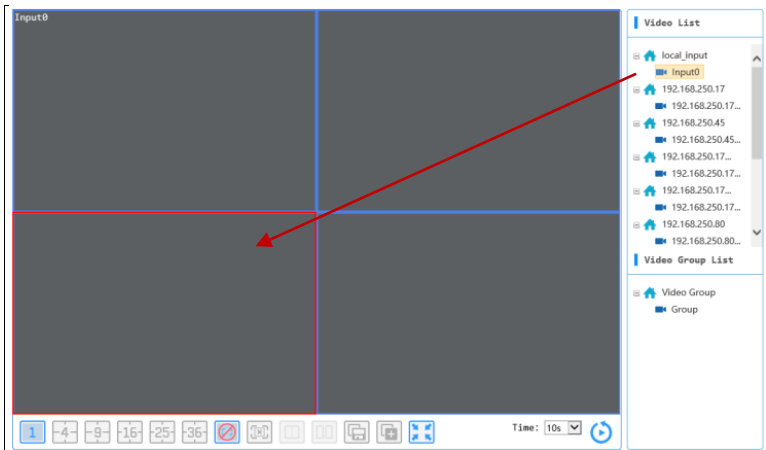 Input0
Video List
local_input
Input0
192.168.250.17
192.168.250.17...
192.168.250.45
192.168.250.45...
192.168.250.17...
192.168.250.17...
192.168.250.17...
192.168.250.17...
192.168.250.80
192.168.250.80...
Video Group List
Video Group
Group
1 4 9 16 25 36 Time: 10s